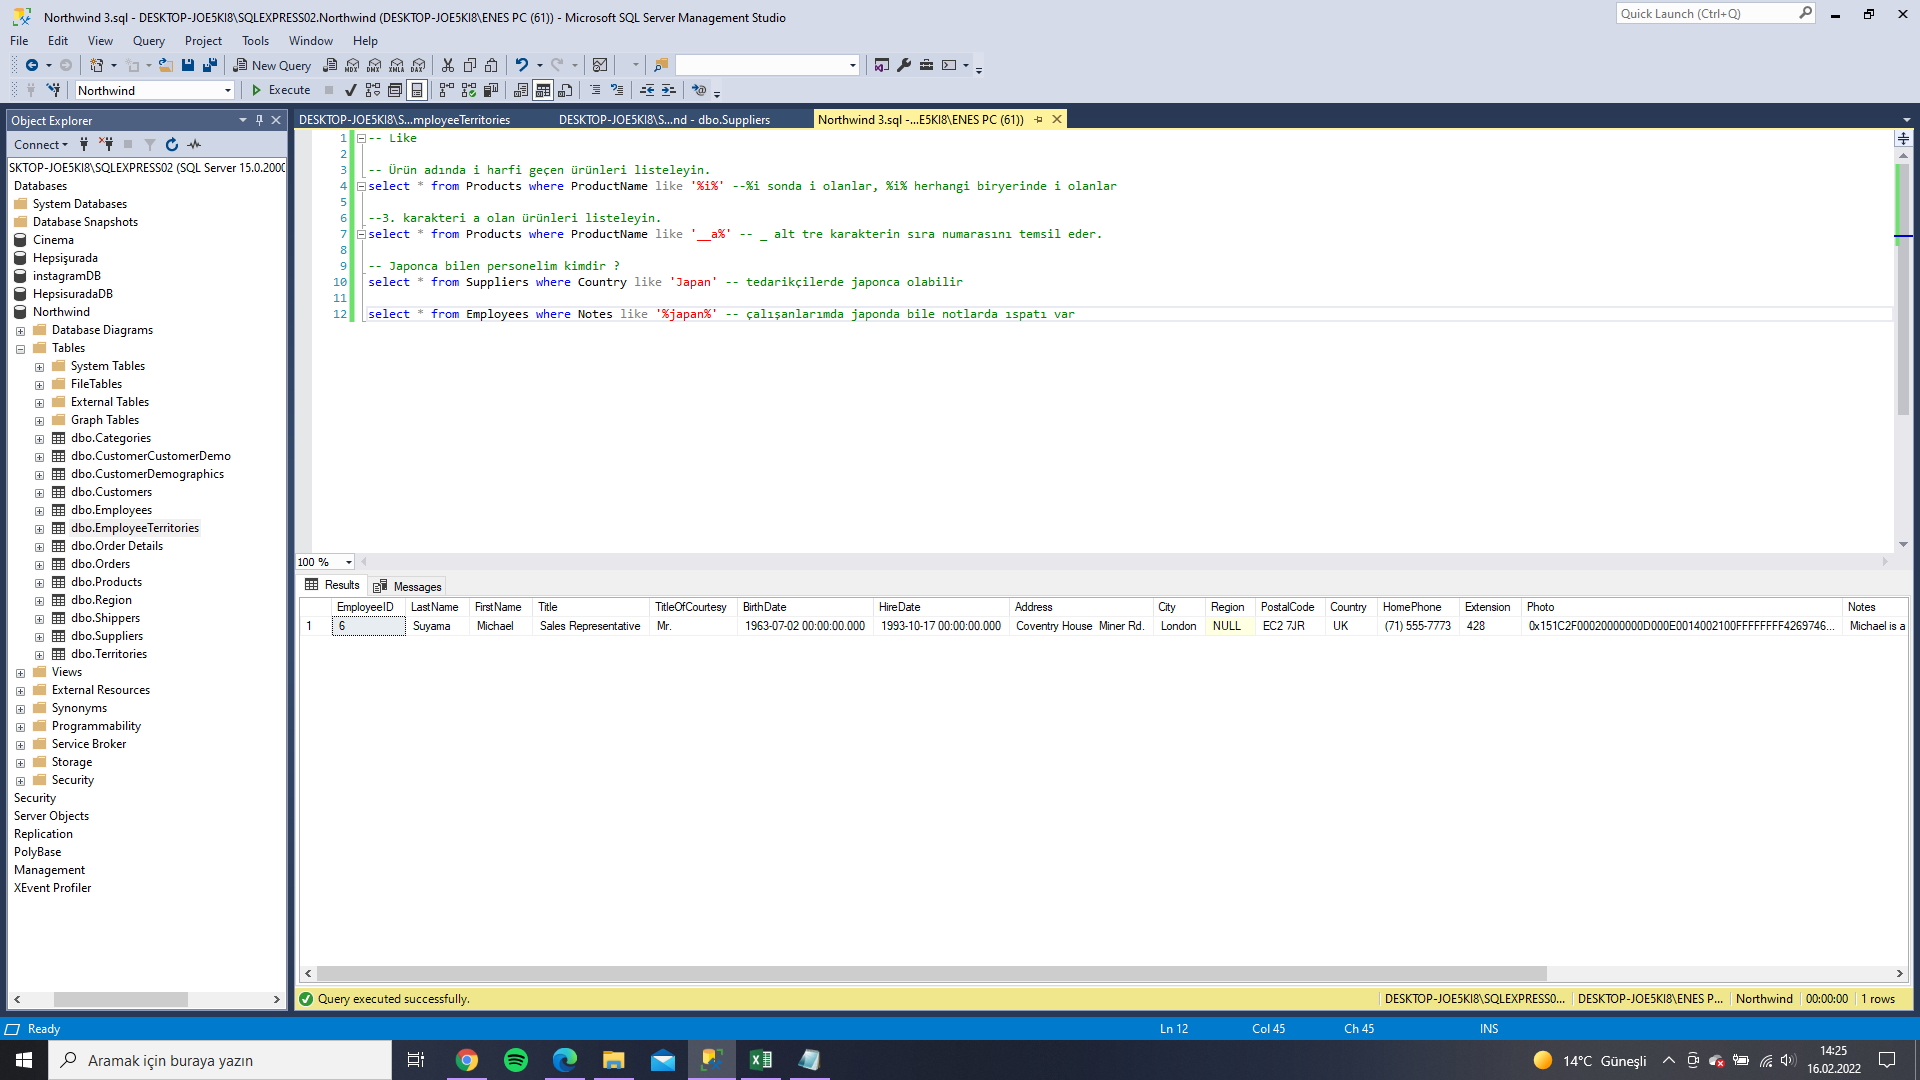 Northwind 3.sql - DESKTOP-JOE5KI8\SQLEXPRESS02.Northwind (DESKTOP-JOE5KI8\ENES PC (61)) - Microsoft SQL Server Management Studio
Quick Launch (Ctrl+Q)
File Edit View Query Project Tools Window Help
New Query MDX DMX XMLA DAX
Northwind Execute
Object Explorer
Connect
SKTOP-JOE5KI8\SQLEXPRESS02 (SQL Server 15.0.2000
Databases
System Databases
Database Snapshots
Cinema
Hepsişurada
instagramDB
HepsisuradaDB
Northwind
Database Diagrams
Tables
System Tables
FileTables
External Tables
Graph Tables
dbo.Categories
dbo.CustomerCustomerDemo
dbo.CustomerDemographics
dbo.Customers
dbo.Employees
dbo.EmployeeTerritories
dbo.Order Details
dbo.Orders
dbo.Products
dbo.Region
dbo.Shippers
dbo.Suppliers
dbo.Territories
Views
External Resources
Synonyms
Programmability
Service Broker
Storage
Security
Security
Server Objects
Replication
PolyBase
Management
XEvent Profiler
DESKTOP-JOE5KI8\S...mployeeTerritories DESKTOP-JOE5KI8\S...nd - dbo.Suppliers Northwind 3.sql -...E5KI8\ENES PC (61))
1 -- Like
2
3 -- Ürün adında i harfi geçen ürünleri listeleyin.
4 select * from Products where ProductName like '%i%' --%i sonda i olanlar, %i% herhangi biryerinde i olanlar
5
6 --3. karakteri a olan ürünleri listeleyin.
7 select * from Products where ProductName like '__a%' -- _ alt tre karakterin sıra numarasını temsil eder.
8
9 -- Japonca bilen personelim kimdir ?
10 select * from Suppliers where Country like 'Japan' -- tedarikçilerde japonca olabilir
11
12 select * from Employees where Notes like '%japan%' -- çalışanlarımda japonda bile notlarda ıspatı var
100 %
Results Messages
EmployeeID LastName FirstName Title TitleOfCourtesy BirthDate HireDate Address City Region PostalCode Country HomePhone Extension Photo Notes
1 6 Suyama Michael Sales Representative Mr. 1963-07-02 00:00:00.000 1993-10-17 00:00:00.000 Coventry House Miner Rd. London NULL EC2 7JR UK (71) 555-7773 428 0x151C2F00020000000D000E0014002100FFFFFFFF4269746... Michael is a
Query executed successfully. DESKTOP-JOE5KI8\SQLEXPRESS0... DESKTOP-JOE5KI8\ENES P... Northwind 00:00:00 1 rows
Ready Ln 12 Col 45 Ch 45 INS
Aramak için buraya yazın
14°C Güneşli
14:25
16.02.2022